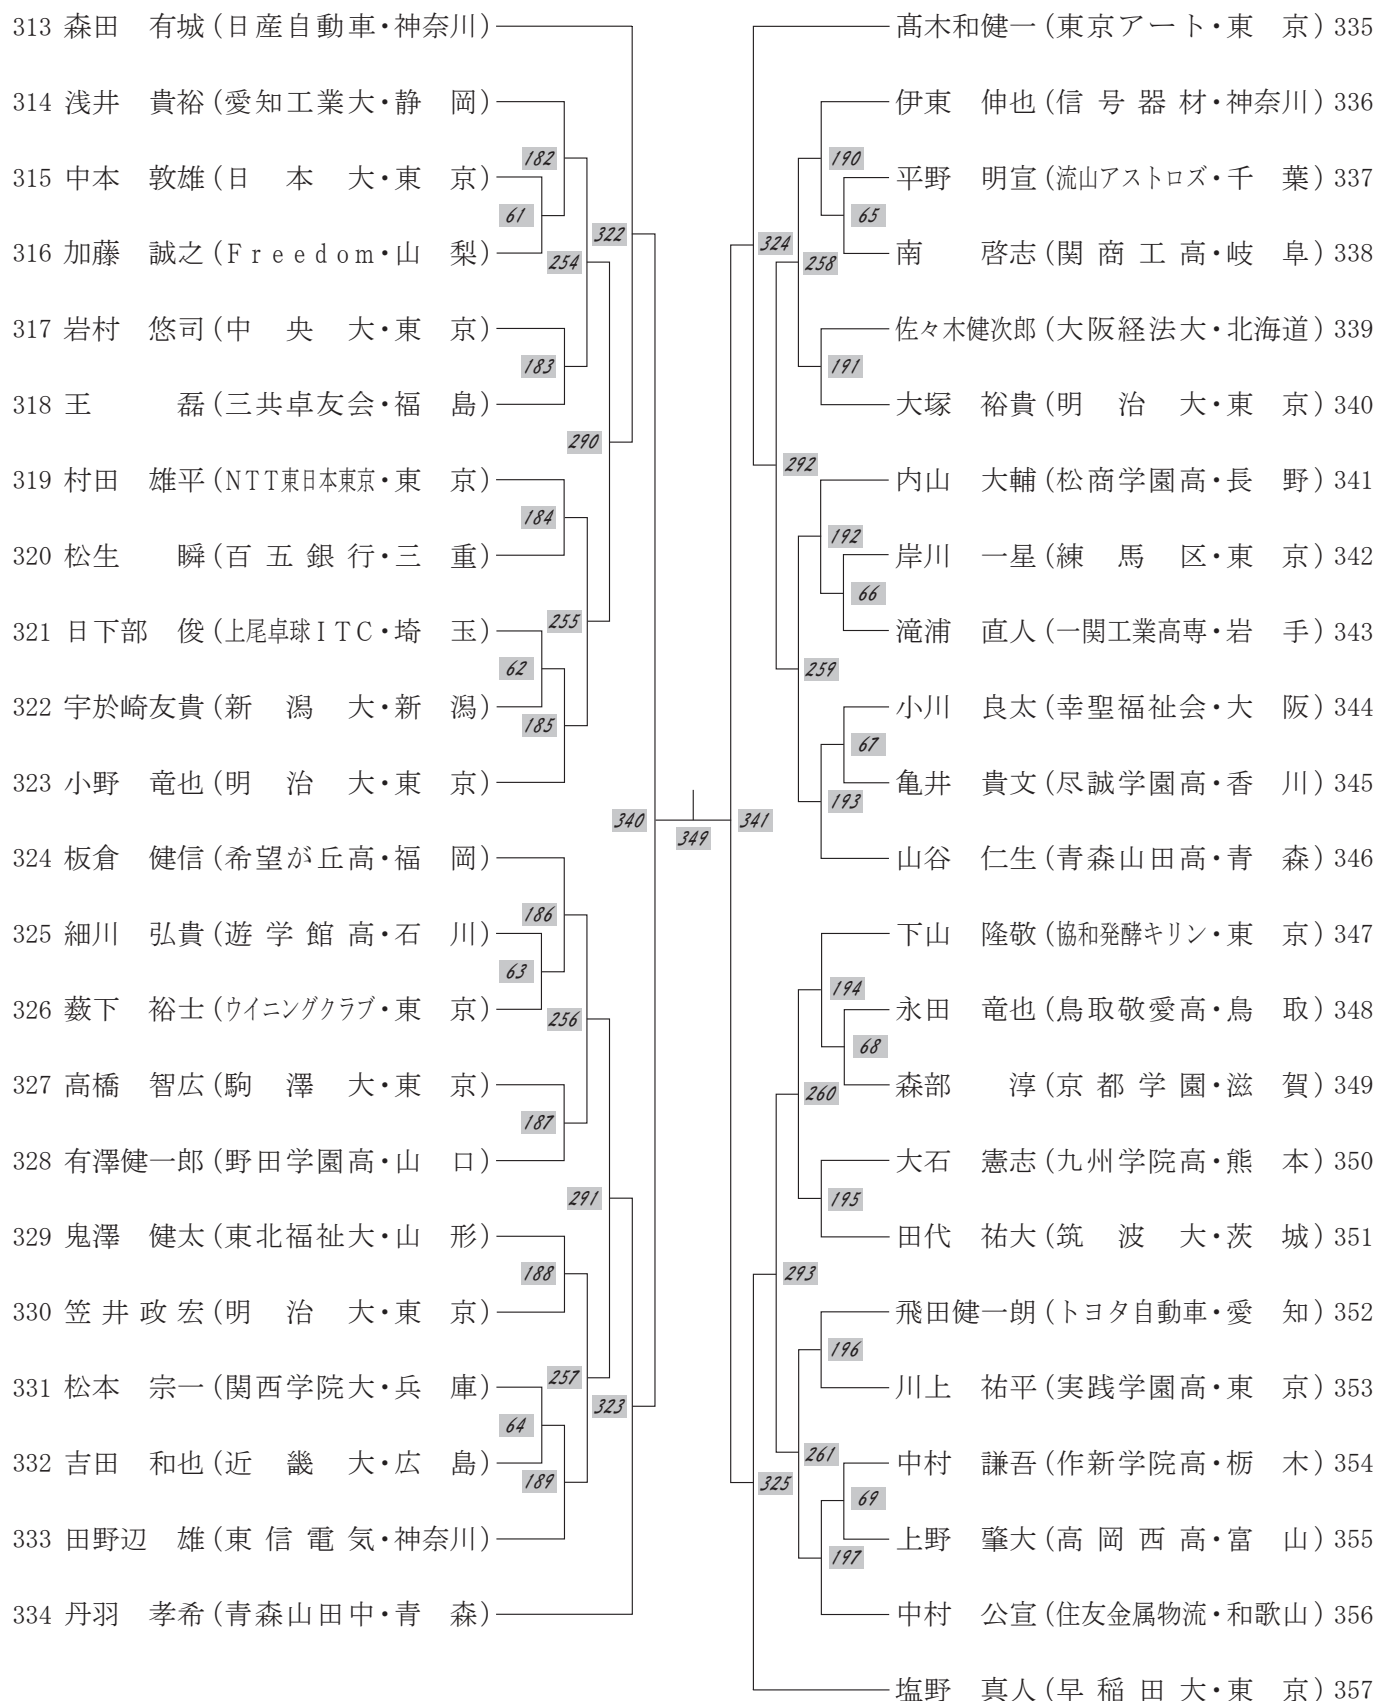 313 森田　有城（日産自動車・神奈川）
314 浅井　貴裕（愛知工業大・静　岡）
182
315 中本　敦雄（日　本　大・東　京）
61
316 加藤　誠之（Freedom・山　梨）
322
254
317 岩村　悠司（中　央　大・東　京）
183
318 王　　　磊（三共卓友会・福　島）
290
319 村田　雄平（NTT東日本東京・東　京）
184
320 松生　　瞬（百五銀行・三　重）
321 日下部　俊（上尾卓球ITC・埼　玉）
255
62
322 宇於崎友貴（新　潟　大・新　潟）
185
323 小野　竜也（明　治　大・東　京）
340
324 板倉　健信（希望が丘高・福　岡）
186
325 細川　弘貴（遊学館高・石　川）
63
326 薮下　裕士（ウイニングクラブ・東　京）
256
327 高橋　智広（駒　澤　大・東　京）
187
328 有澤健一郎（野田学園高・山　口）
291
329 鬼澤　健太（東北福祉大・山　形）
188
330 笠井政宏（明　治　大・東　京）
257
331 松本　宗一（関西学院大・兵　庫）
323
64
332 吉田　和也（近　畿　大・広　島）
189
333 田野辺　雄（東信電気・神奈川）
334 丹羽　孝希（青森山田中・青　森）
349
髙木和健一（東京アート・東　京）335
伊東　伸也（信号器材・神奈川）336
190
平野　明宣（流山アストロズ・千　葉）337
65
324
南　　啓志（関商工高・岐　阜）338
258
佐々木健次郎（大阪経法大・北海道）339
191
大塚　裕貴（明　治　大・東　京）340
292
内山　大輔（松商学園高・長　野）341
192
岸川　一星（練　馬　区・東　京）342
66
滝浦　直人（一関工業高専・岩　手）343
259
小川　良太（幸聖福祉会・大　阪）344
67
亀井　貴文（尽誠学園高・香　川）345
193
341
山谷　仁生（青森山田高・青　森）346
下山　隆敬（協和発酵キリン・東　京）347
194
永田　竜也（鳥取敬愛高・鳥　取）348
68
森部　　淳（京都学園・滋　賀）349
260
大石　憲志（九州学院高・熊　本）350
195
田代　祐大（筑　波　大・茨　城）351
293
飛田健一朗（トヨタ自動車・愛　知）352
196
川上　祐平（実践学園高・東　京）353
261
中村　謙吾（作新学院高・栃　木）354
325
69
上野　肇大（高岡西高・富　山）355
197
中村　公宣（住友金属物流・和歌山）356
塩野　真人（早稲田大・東　京）357